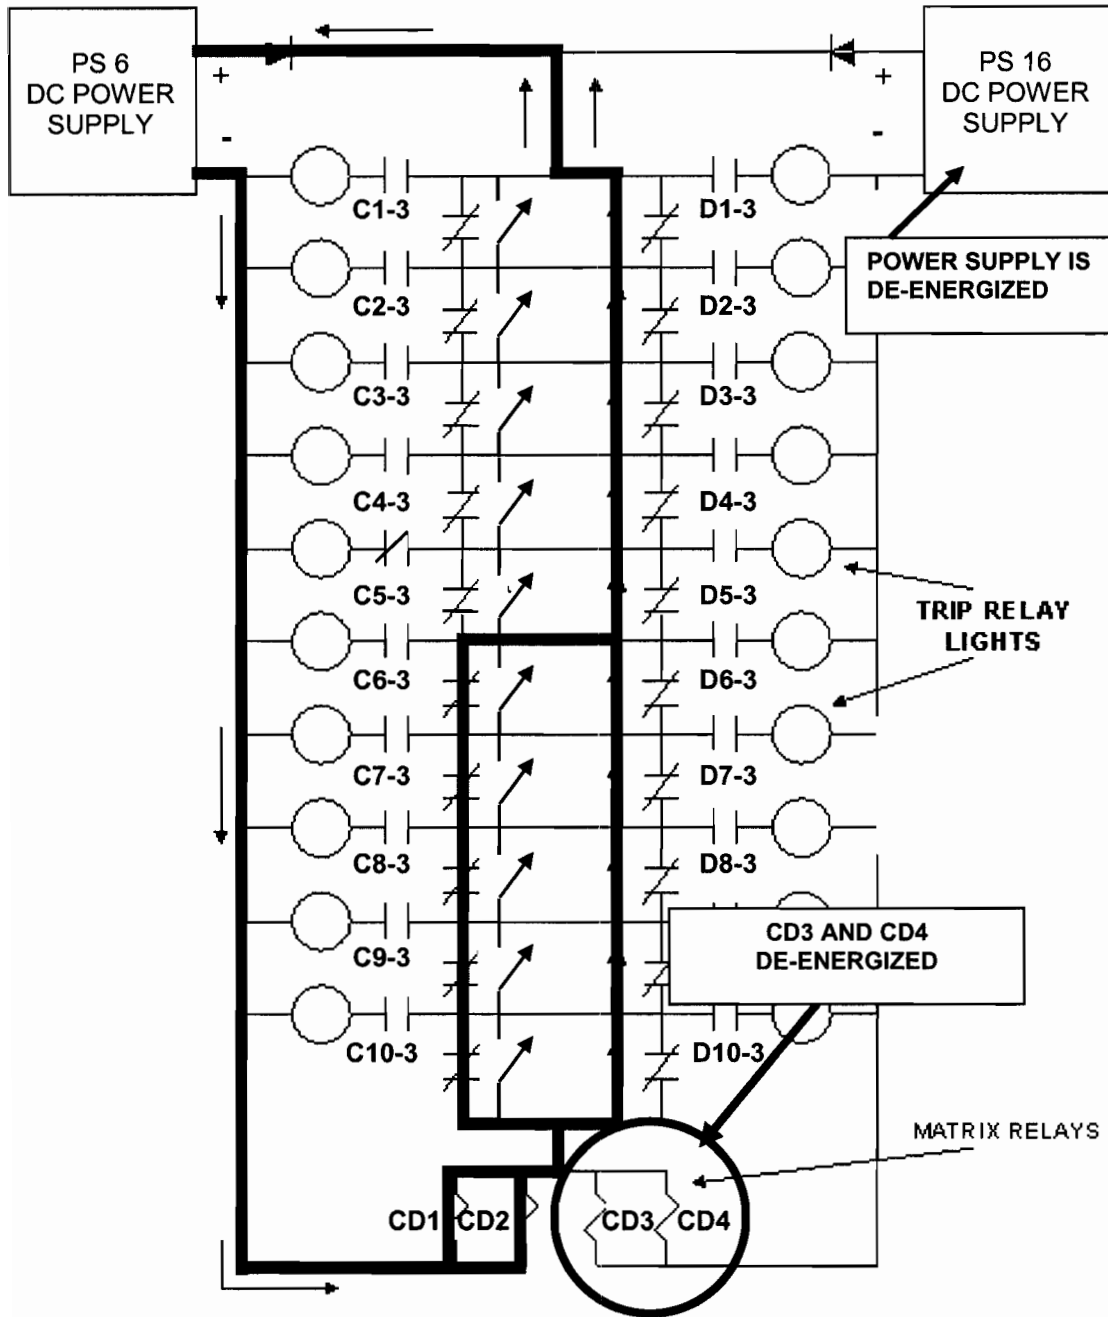 PS 6
DC POWER
SUPPLY
+
-
PS 16
DC POWER
SUPPLY
+
-
C1-3
D1-3
POWER SUPPLY IS
DE-ENERGIZED
C2-3
D2-3
C3-3
D3-3
C4-3
D4-3
C5-3
D5-3
TRIP RELAY
LIGHTS
C6-3
D6-3
C7-3
D7-3
C8-3
D8-3
CD3 AND CD4
DE-ENERGIZED
C9-3
C10-3
D10-3
MATRIX RELAYS
CD1
CD2
CD3
CD4